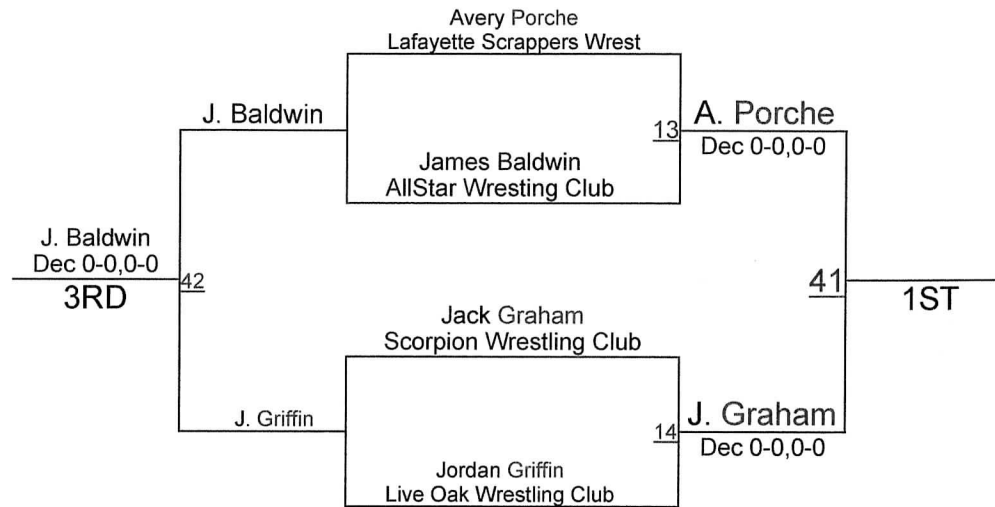 Avery Porche
Lafayette Scrappers Wrest
J. Baldwin
13
A. Porche
Dec 0-0,0-0
James Baldwin
AllStar Wresting Club
J. Baldwin
Dec 0-0,0-0
42
3RD
41
1ST
Jack Graham
Scorpion Wrestling Club
J. Griffin
14
J. Graham
Dec 0-0,0-0
Jordan Griffin
Live Oak Wrestling Club